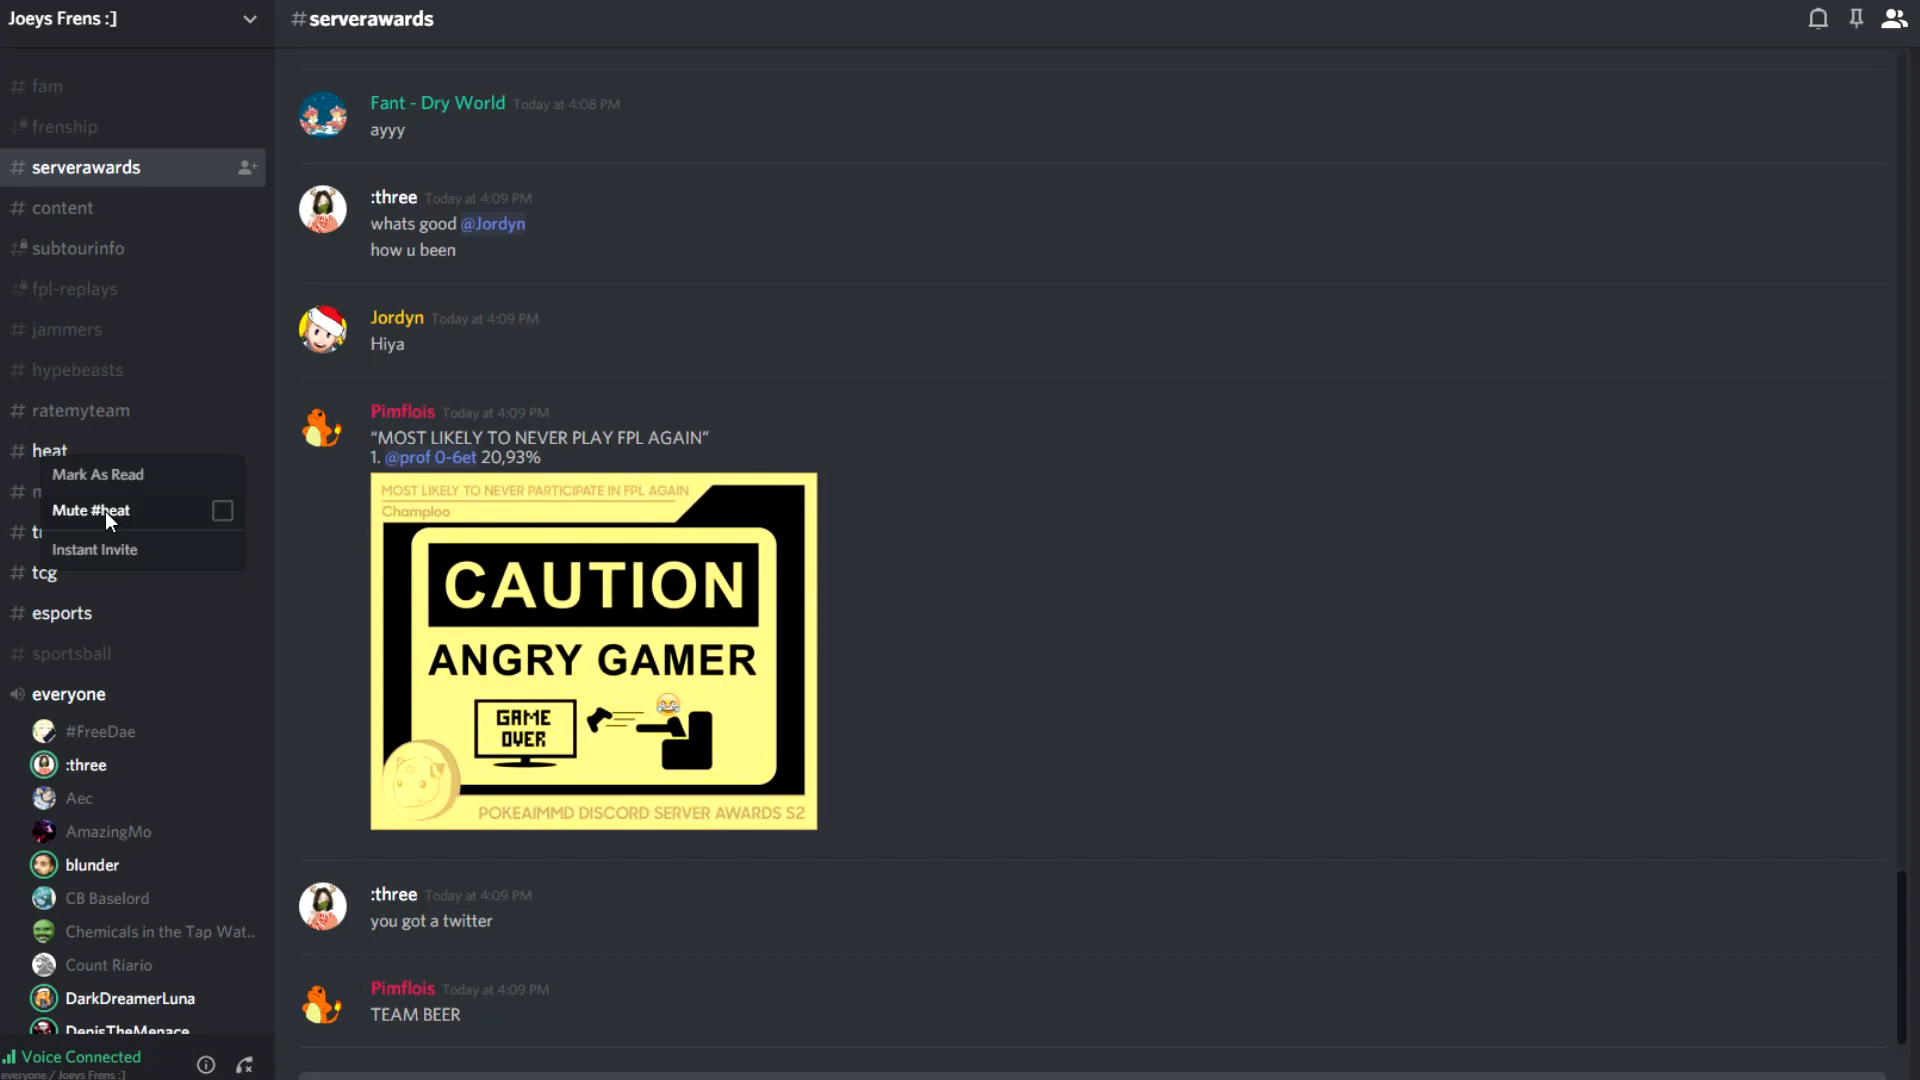 Joeys Frens :]
# fam
frenship
# serverawards
# content
subtourinfo
fpl-replays
# jammers
# hypebeasts
# ratemyteam
# heat
Mark As Read
Mute #heat
Instant Invite
# tcg
# esports
# sportsball
everyone
#FreeDae
:three
Aec
AmazingMo
blunder
CB Baselord
Chemicals in the Tap Wat..
Count Riario
DarkDreamerLuna
DenisTheMenace
Voice Connected
everyone / Joeys Frens :]
# serverawards
Fant - Dry World Today at 4:08 PM
ayyy
:three Today at 4:09 PM
whats good @Jordyn
how u been
Jordyn Today at 4:09 PM
Hiya
Pimflois Today at 4:09 PM
“MOST LIKELY TO NEVER PLAY FPL AGAIN”
1. @prof 0-6et 20,93%
MOST LIKELY TO NEVER PARTICIPATE IN FPL AGAIN
Champloo
CAUTION
ANGRY GAMER
GAME
OVER
POKEAIMMD DISCORD SERVER AWARDS S2
:three Today at 4:09 PM
you got a twitter
Pimflois Today at 4:09 PM
TEAM BEER